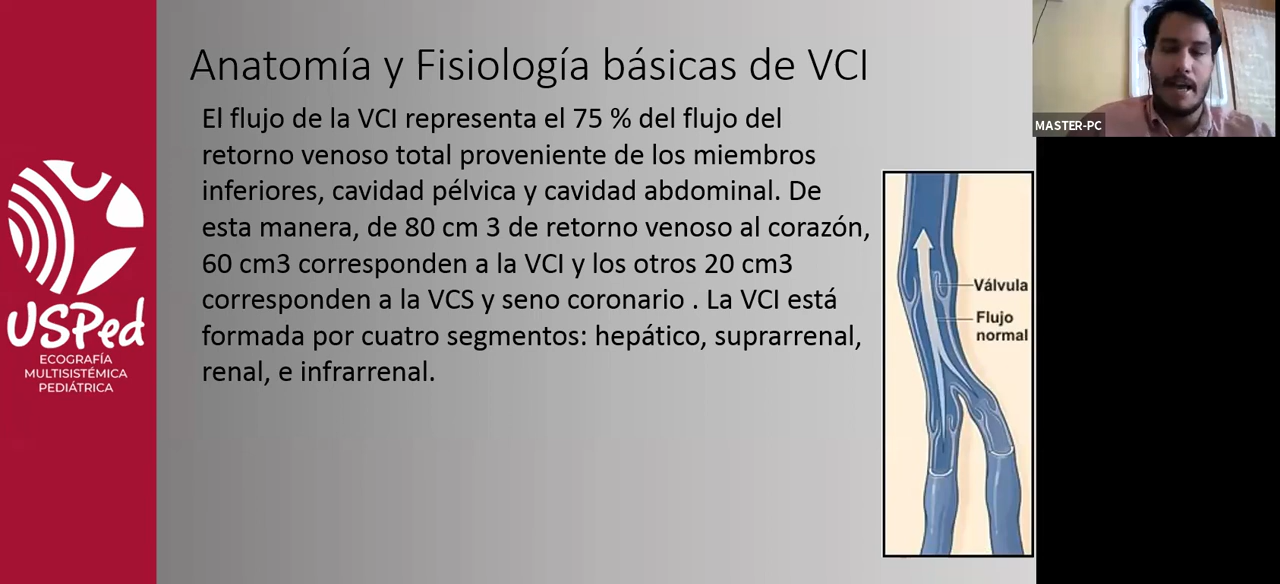 Anatomía y Fisiología básicas de VCI
El flujo de la VCI representa el 75 % del flujo del
retorno venoso total proveniente de los miembros
inferiores, cavidad pélvica y cavidad abdominal. De
esta manera, de 80 cm 3 de retorno venoso al corazón,
60 cm3 corresponden a la VCI y los otros 20 cm3
corresponden a la VCS y seno coronario . La VCI está
formada por cuatro segmentos: hepático, suprarrenal,
renal, e infrarrenal.
Válvula
Flujo
normal
MASTER-PC
USPed
ECOGRAFÍA
MULTISISTÉMICA
PEDIÁTRICA